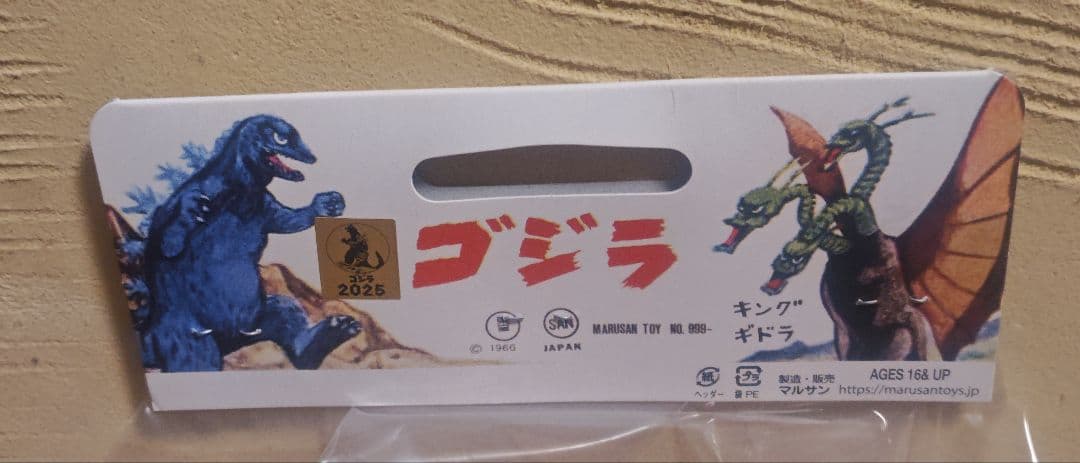 ゴジラ
ゴジラ
2025
キング
ギドラ
SAN
© 1966
JAPAN
MARUSAN TOY NO. 999-
紙
ヘッダー
プラ
袋 PE
製造・販売
マルサン
AGES 16& UP
https://marusantoys.jp